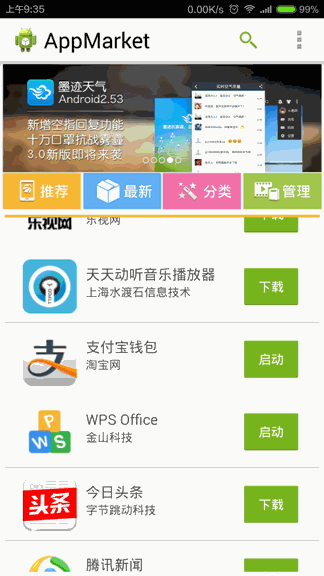 上午9:35
0.00K/s
99%
AppMarket
墨迹天气
Android2.53
新增空指回复功能
十方口罩抗战雾霾
3.0新版即将来袭
推荐
最新
分类
管理
乐视网
乐视网
下载
天天动听音乐播放器
上海水渡石信息技术
下载
支付宝钱包
淘宝网
启动
WPS Office
金山科技
启动
头条
今日头条
字节跳动科技
下载
腾讯新闻